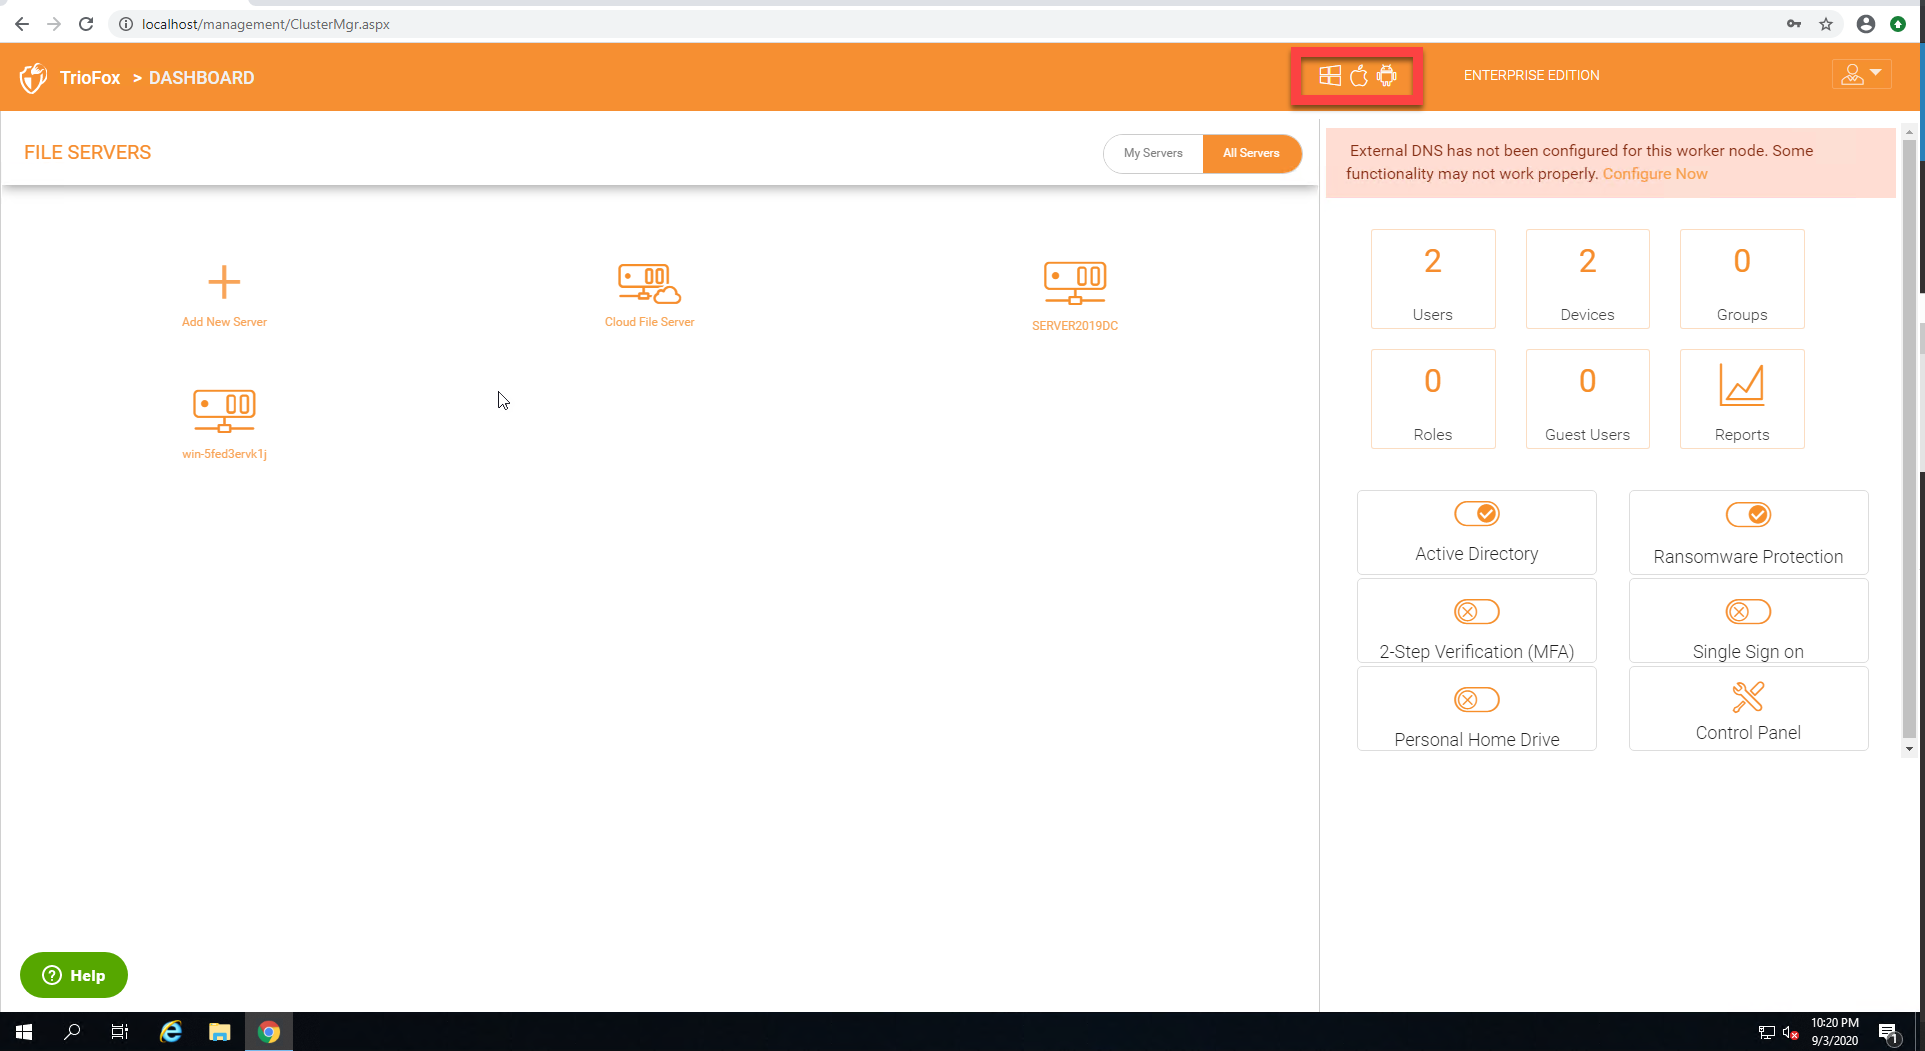 localhost/management/ClusterMgr.aspx
TrioFox > DASHBOARD
ENTERPRISE EDITION
FILE SERVERS
My Servers
All Servers
Add New Server
Cloud File Server
SERVER2019DC
win-5fed3ervk1j
External DNS has not been configured for this worker node. Some
functionality may not work properly. Configure Now
2
Users
2
Devices
0
Groups
0
Roles
0
Guest Users
Reports
Active Directory
Ransomware Protection
2-Step Verification (MFA)
Single Sign on
Personal Home Drive
Control Panel
Help
10:20 PM
9/3/2020
1